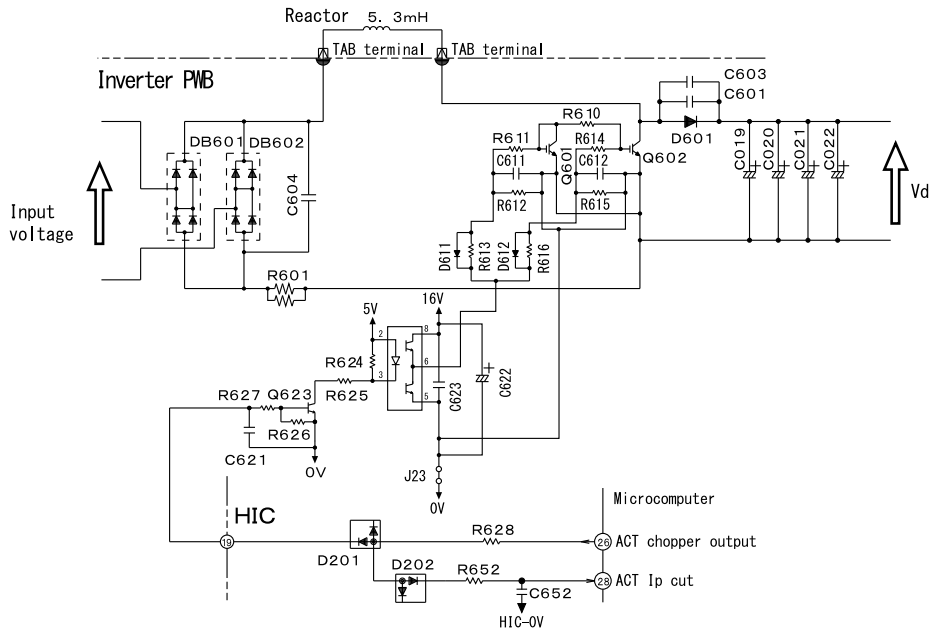 Reactor 5. 3mH
TAB terminal TAB terminal
Inverter PWB
C603
C601
D601
R610
R611 R614
C611 Q601 C612 Q602
R612 R615
DB601 DB602
C604
C019 C020 C021 C022
+ + + +
Input
voltage
Vd
D611 R613 D612 R616
R601
5V 16V
2 8
R624 6
3 5
R625
C623 C622 +
R627 Q623
R626
C621
0V
J23
0V
HIC
Microcomputer
19 D201 R628 26 ACT chopper output
D202 R652 28 ACT Ip cut
C652
HIC-0V